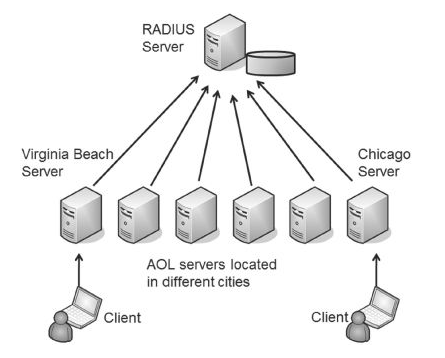 RADIUS
Server
Virginia Beach
Server
Chicago
Server
AOL servers located
in different cities
Client
Client